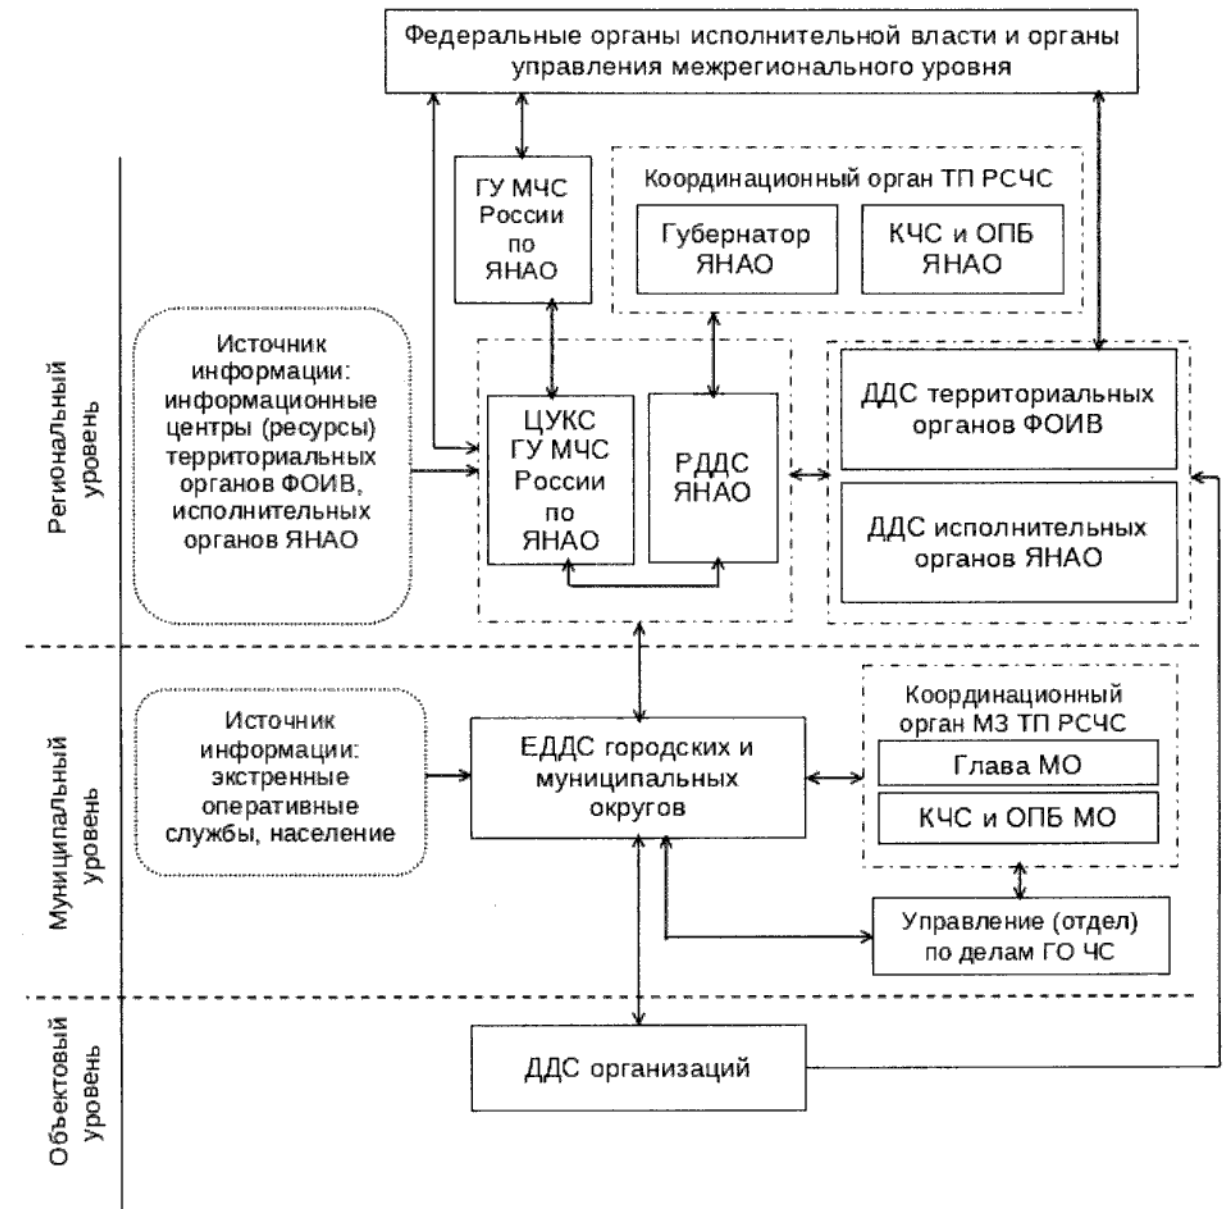 Федеральные органы исполнительной власти и органы
управления межрегионального уровня
ГУ МЧС
России
по
ЯНАО
Координационный орган ТП РСЧС
Губернатор
ЯНАО
КЧС и ОПБ
ЯНАО
Региональный
уровень
Источник
информации:
информационные
центры (ресурсы)
территориальных
органов ФОИВ,
исполнительных
органов ЯНАО
ЦУКС
ГУ МЧС
России
по
ЯНАО
РДДС
ЯНАО
ДДС территориальных
органов ФОИВ
ДДС исполнительных
органов ЯНАО
Муниципальный
уровень
Источник
информации:
экстренные
оперативные
службы, население
ЕДДС городских и
муниципальных
округов
Координационный
орган МЗ ТП РСЧС
Глава МО
КЧС и ОПБ МО
Управление (отдел)
по делам ГО ЧС
Объектовый
уровень
ДДС организаций